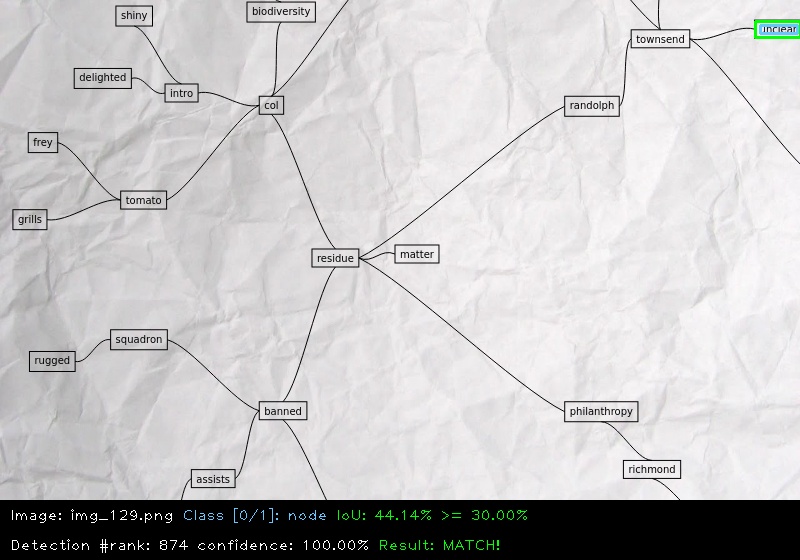 shiny
biodiversity
townsend
unclear
delighted
intro
col
randolph
frey
tomato
grills
residue
matter
squadron
rugged
banned
philanthropy
assists
richmond
Image: img_129.png Class [0/1]: node IoU: 44.14% >= 30.00%
Detection #rank: 874 confidence: 100.00% Result: MATCH!